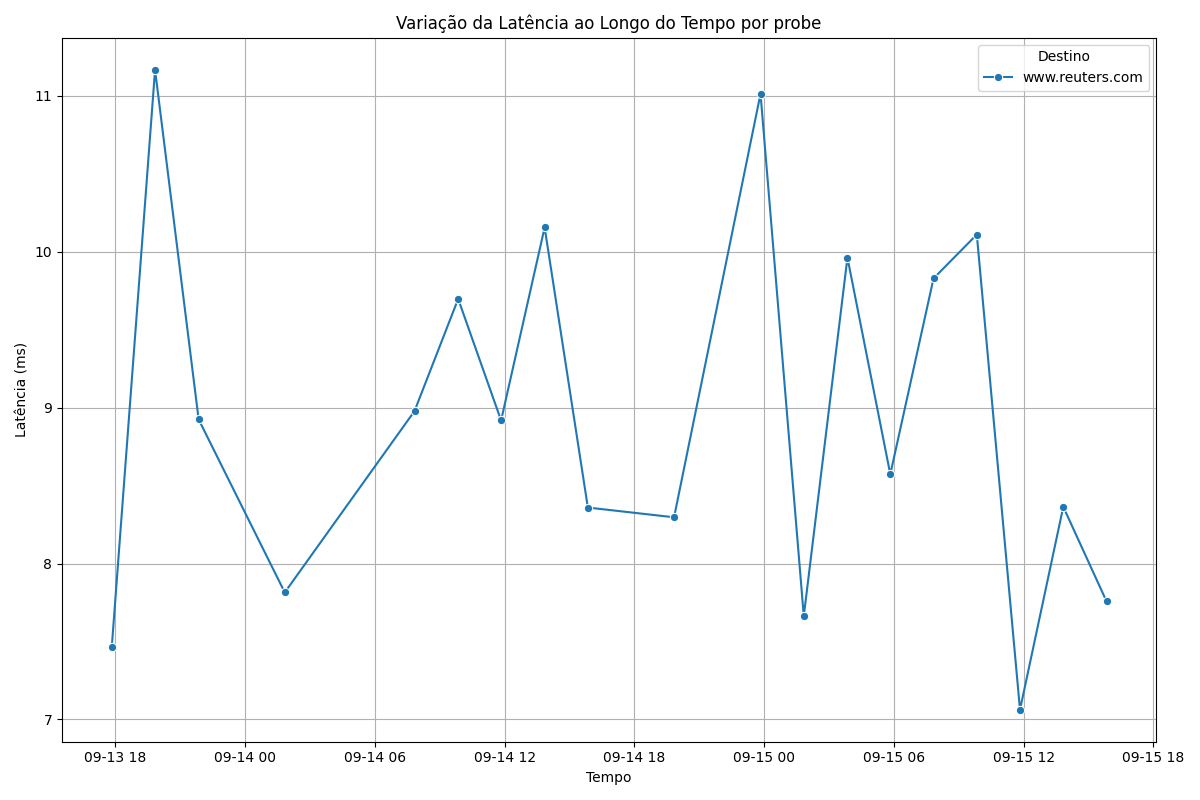 Variação da Latência ao Longo do Tempo por probe
Destino
www.reuters.com
Latência (ms)
11
10
9
8
7
09-13 18
09-14 00
09-14 06
09-14 12
09-14 18
09-15 00
09-15 06
09-15 12
09-15 18
Tempo